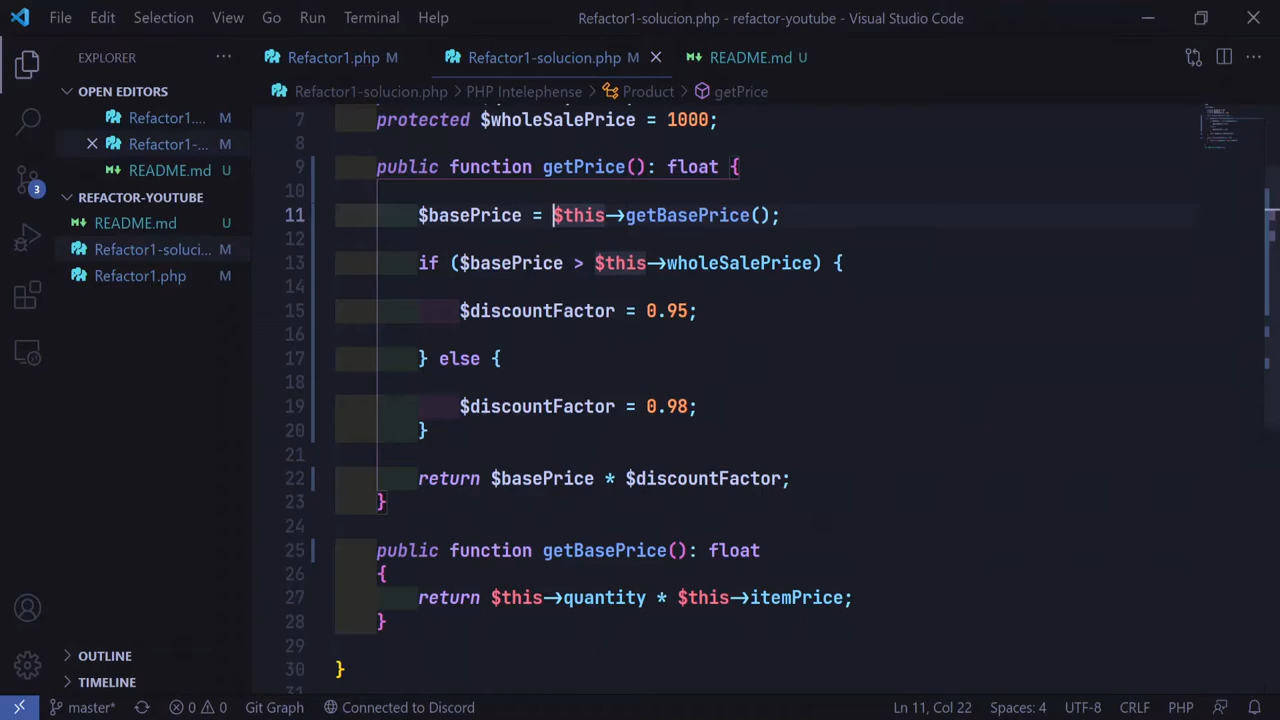 File Edit Selection View Go Run Terminal Help Refactor1-solucion.php - refactor-youtube - Visual Studio Code
EXPLORER
OPEN EDITORS
Refactor1.... M
Refactor1-... M
README.md U
REFACTOR-YOUTUBE
README.md U
Refactor1-soluci... M
Refactor1.php M
OUTLINE
TIMELINE
3
Refactor1.php M Refactor1-solucion.php M README.md U
Refactor1-solucion.php > PHP Intelephense > Product > getPrice
7 protected $wholeSalePrice = 1000;
8
9 public function getPrice(): float {
10
11 $basePrice = $this->getBasePrice();
12
13 if ($basePrice > $this->wholeSalePrice) {
14
15 $discountFactor = 0.95;
16
17 } else {
18
19 $discountFactor = 0.98;
20 }
21
22 return $basePrice * $discountFactor;
23 }
24
25 public function getBasePrice(): float
26 {
27 return $this->quantity * $this->itemPrice;
28 }
29
30 }
31
master* 0 0 Git Graph Connected to Discord Ln 11, Col 22 Spaces: 4 UTF-8 CRLF PHP